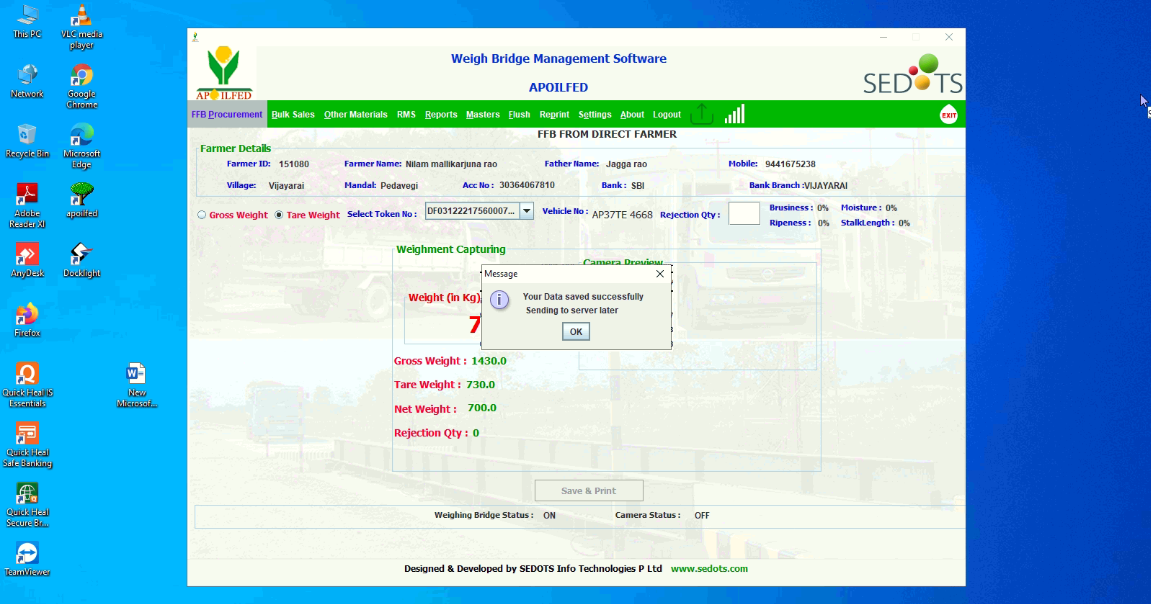 This PC
VLC media
player
Network
Google
Chrome
Recycle Bin
Microsoft
Edge
Adobe
Reader XI
apoilfed
AnyDesk
Docklight
Firefox
Quick Heal IS
Essentials
New
Microsof...
Quick Heal
Safe Banking
Quick Heal
Secure Br...
TeamViewer
APOILFED
Weigh Bridge Management Software
APOILFED
SEDOTS
FFB Procurement Bulk Sales Other Materials RMS Reports Masters Flush Reprint Settings About Logout EXIT
FFB FROM DIRECT FARMER
Farmer Details
Farmer ID: 151080 Farmer Name: Nilam mallikarjuna rao Father Name: Jagga rao Mobile: 9441675238
Village: Vijayarai Mandal: Pedavegi Acc No : 30364067810 Bank : SBI Bank Branch :VIJAYARAI
Gross Weight Tare Weight Select Token No : DF03122217560007... Vehicle No : AP37TE 4668 Rejection Qty :
Brusiness : 0% Moisture : 0%
Ripeness : 0% StalkLength : 0%
Weighment Capturing
Camera Preview
Message
Weight (in Kg)
Your Data saved successfully
Sending to server later
7
OK
Gross Weight : 1430.0
Tare Weight : 730.0
Net Weight : 700.0
Rejection Qty : 0
Save & Print
Weighing Bridge Status : ON Camera Status : OFF
Designed & Developed by SEDOTS Info Technologies P Ltd www.sedots.com